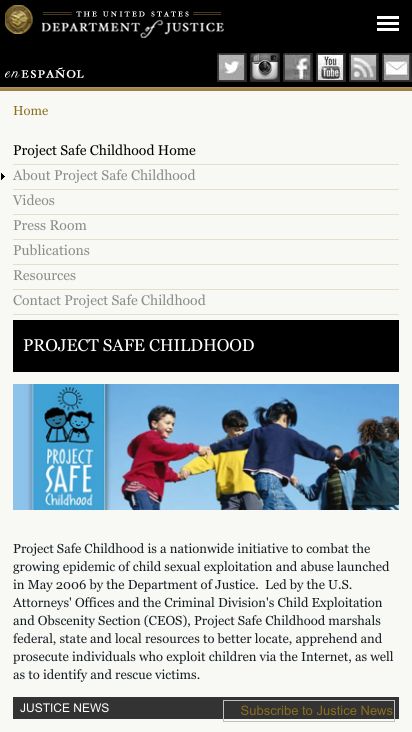 THE UNITED STATES
DEPARTMENT of JUSTICE
en ESPAÑOL
You
Tube
Home
Project Safe Childhood Home
About Project Safe Childhood
Videos
Press Room
Publications
Resources
Contact Project Safe Childhood
PROJECT SAFE CHILDHOOD
PROJECT
SAFE
Childhood
Project Safe Childhood is a nationwide initiative to combat the
growing epidemic of child sexual exploitation and abuse launched
in May 2006 by the Department of Justice.  Led by the U.S.
Attorneys' Offices and the Criminal Division's Child Exploitation
and Obscenity Section (CEOS), Project Safe Childhood marshals
federal, state and local resources to better locate, apprehend and
prosecute individuals who exploit children via the Internet, as well
as to identify and rescue victims.
JUSTICE NEWS
Subscribe to Justice News